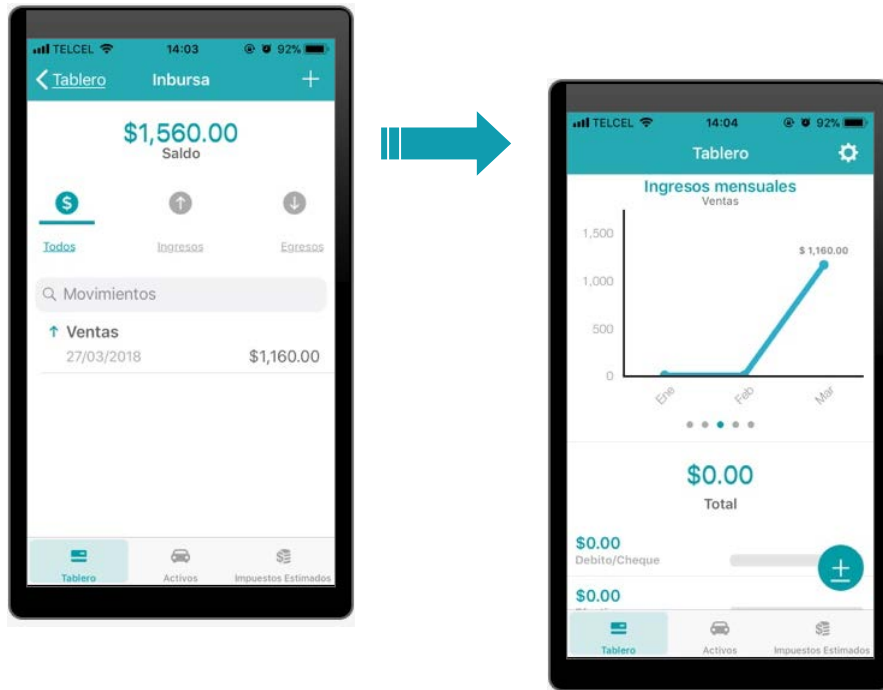 TELCEL 14:03 92%
Tablero Inbursa +
$1,560.00
Saldo
$
Todos Ingresos Egresos
Movimientos
↑ Ventas
27/03/2018 $1,160.00
Tablero Activos Impuestos Estimados
TELCEL 14:04 92%
Tablero
Ingresos mensuales
Ventas
1,500
$ 1,160.00
1,000
500
0
Ene Feb Mar
$0.00
Total
$0.00
Debito/Cheque
$0.00
Tablero Activos Impuestos Estimados